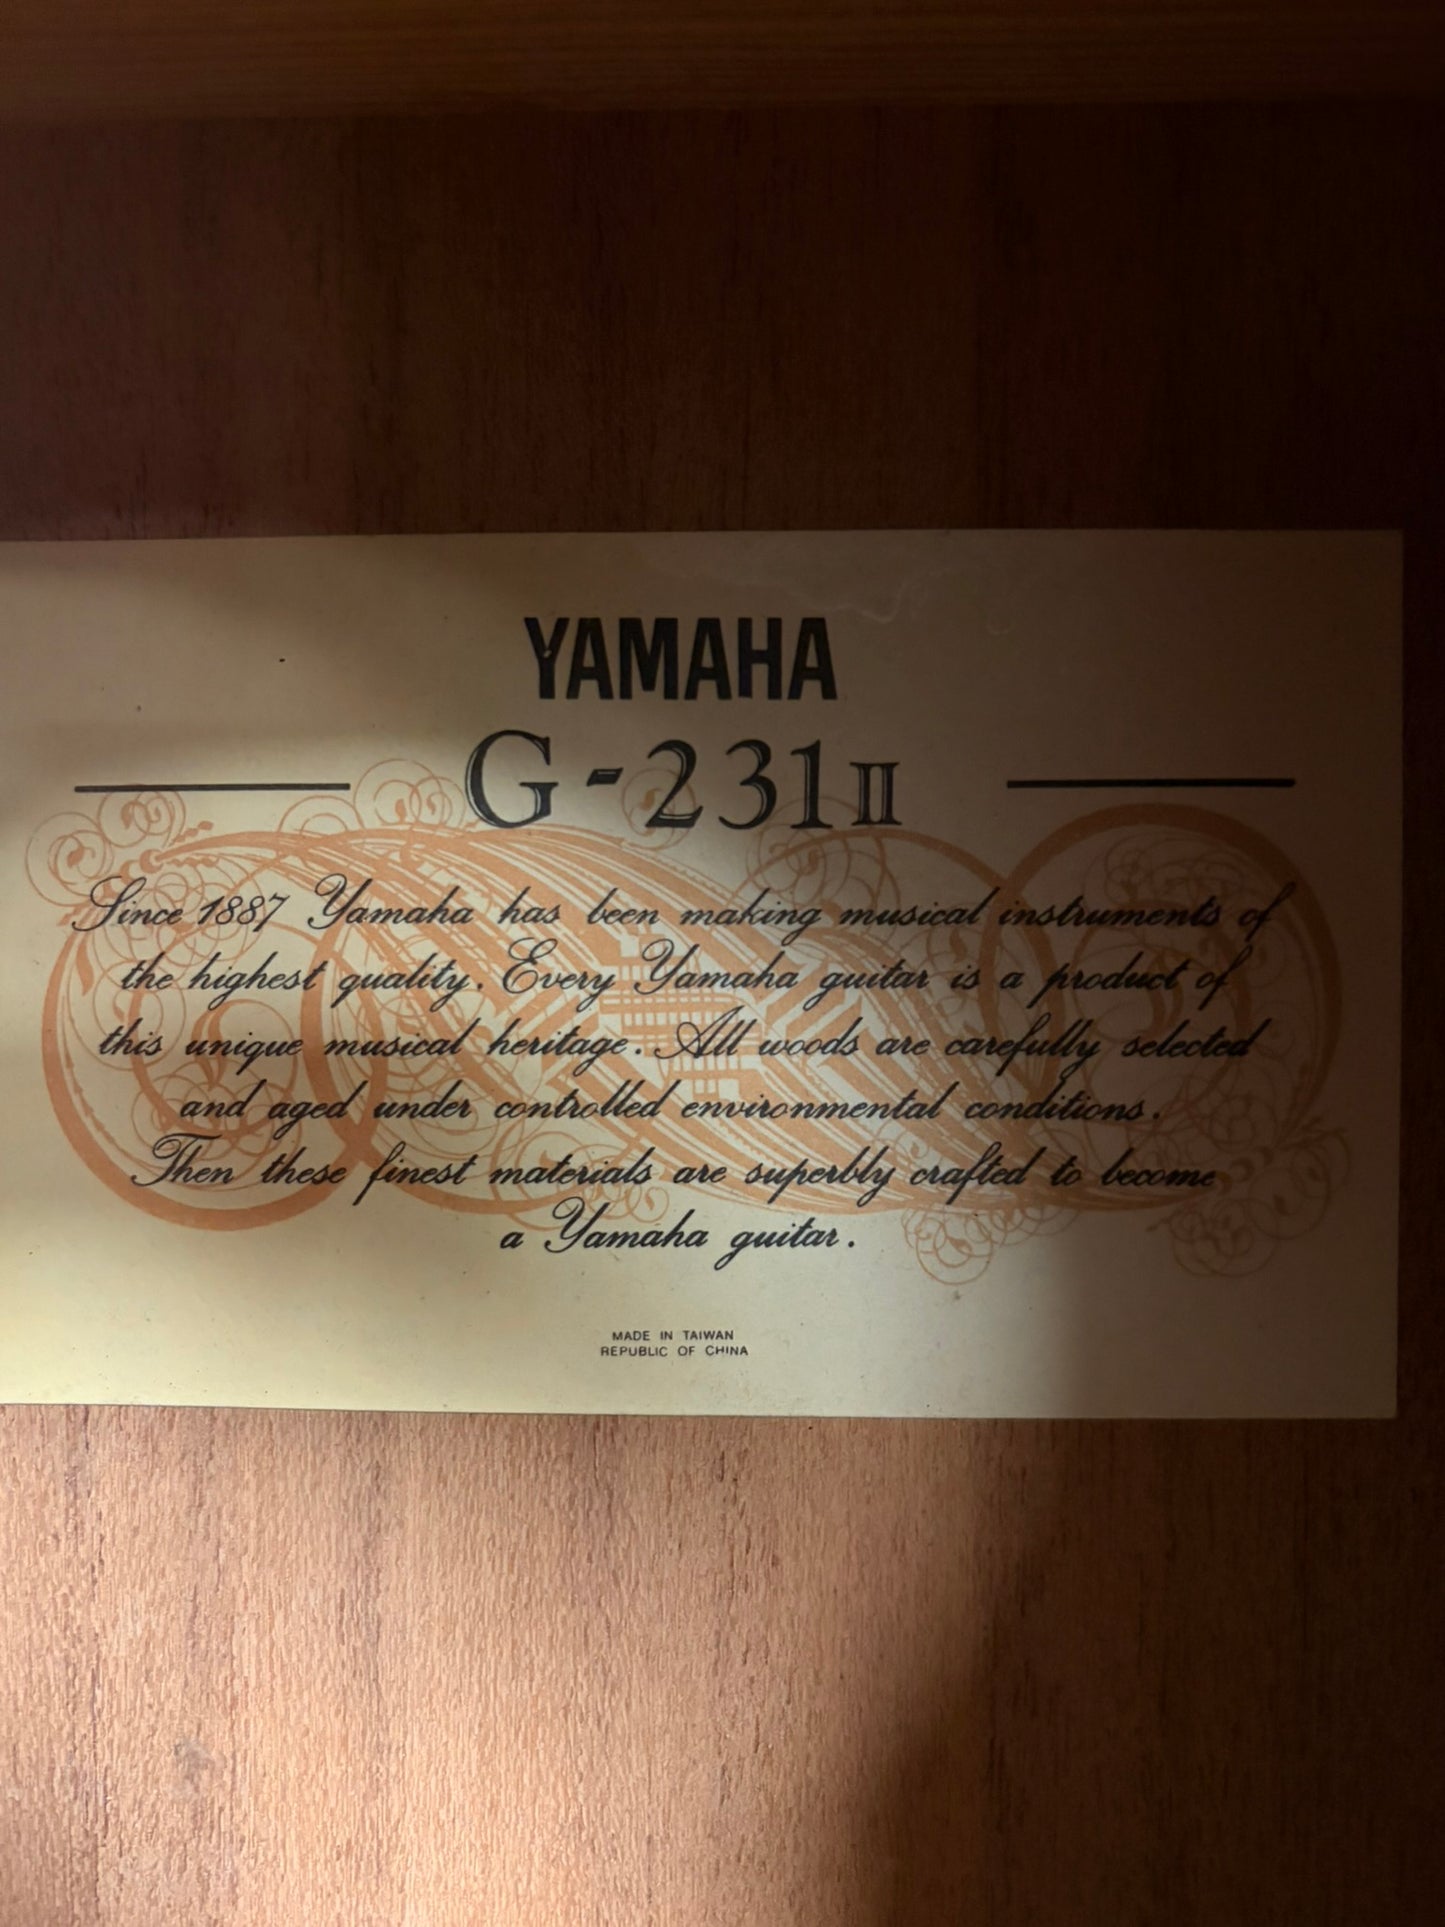 YAMAHA
G-231II
Since 1887 Yamaha has been making musical instruments of
the highest quality. Every Yamaha guitar is a product of
this unique musical heritage. All woods are carefully selected
and aged under controlled environmental conditions.
Then these finest materials are superbly crafted to become
a Yamaha guitar.
MADE IN TAIWAN
REPUBLIC OF CHINA